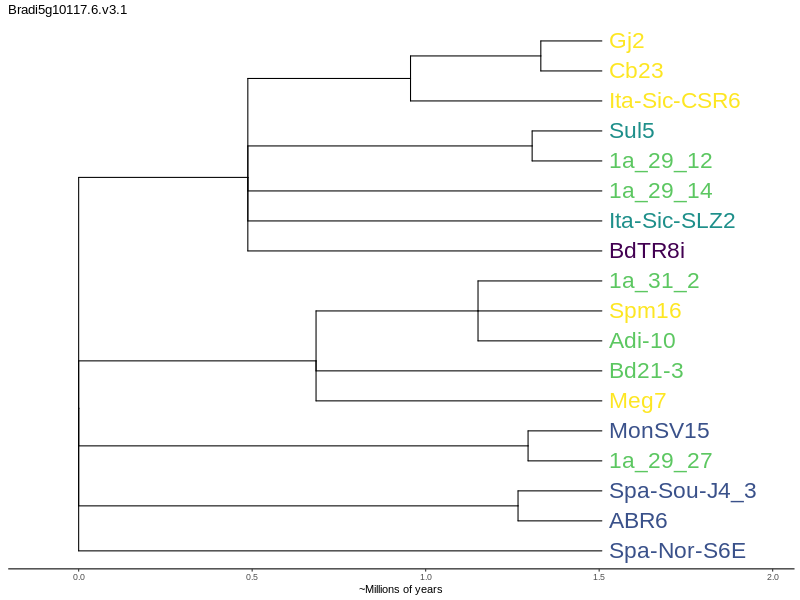 Bradi5g10117.6.v3.1
Gj2
Cb23
Ita-Sic-CSR6
Sul5
1a_29_12
1a_29_14
Ita-Sic-SLZ2
BdTR8i
1a_31_2
Spm16
Adi-10
Bd21-3
Meg7
MonSV15
1a_29_27
Spa-Sou-J4_3
ABR6
Spa-Nor-S6E
0.0 0.5 1.0 1.5 2.0
~Millions of years